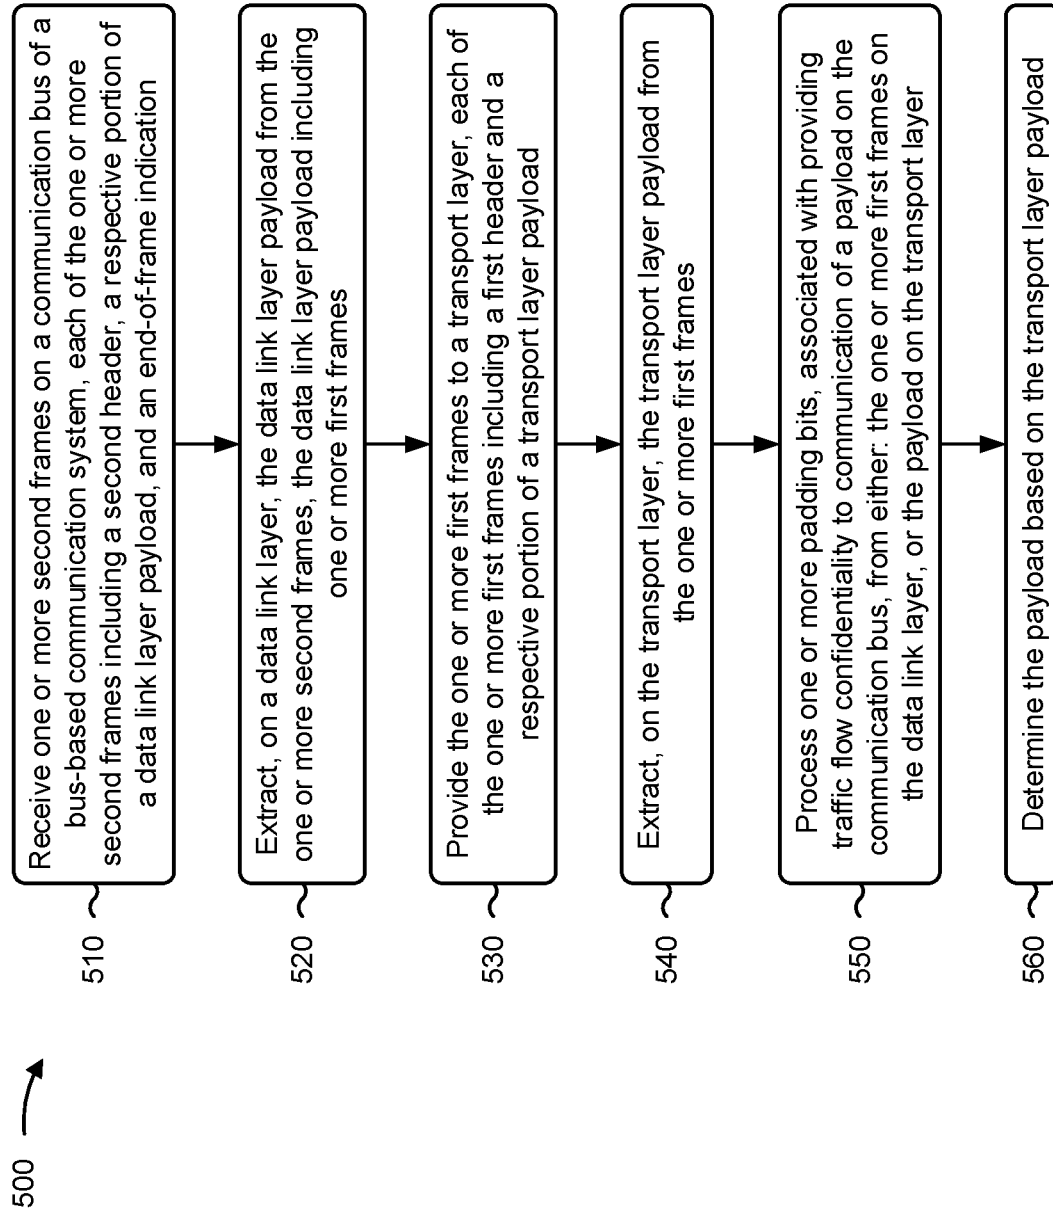 500
510
Receive one or more second frames on a communication bus of a
bus-based communication system, each of the one or more
second frames including a second header, a respective portion of
a data link layer payload, and an end-of-frame indication
520
Extract, on a data link layer, the data link layer payload from the
one or more second frames, the data link layer payload including
one or more first frames
530
Provide the one or more first frames to a transport layer, each of
the one or more first frames including a first header and a
respective portion of a transport layer payload
540
Extract, on the transport layer, the transport layer payload from
the one or more first frames
550
Process one or more padding bits, associated with providing
traffic flow confidentiality to communication of a payload on the
communication bus, from either: the one or more first frames on
the data link layer, or the payload on the transport layer
560
Determine the payload based on the transport layer payload